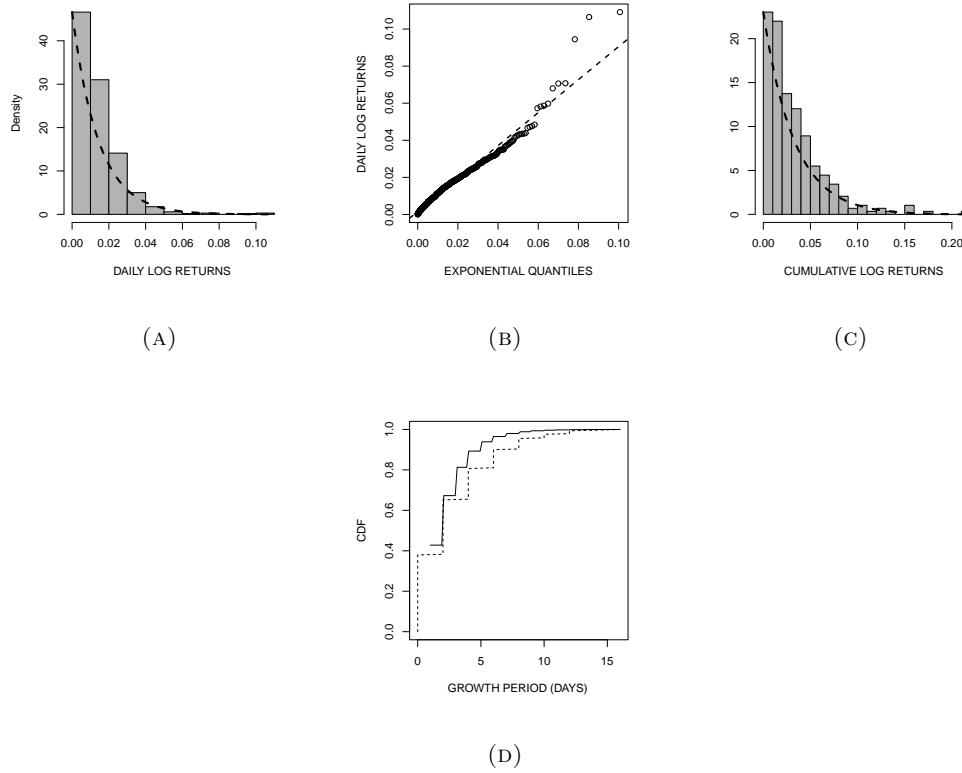 Density
0 10 20 30 40
0.00 0.02 0.04 0.06 0.08 0.10
DAILY LOG RETURNS
(A)
DAILY LOG RETURNS
0.00 0.02 0.04 0.06 0.08 0.10
0.00 0.02 0.04 0.06 0.08 0.10
EXPONENTIAL QUANTILES
(B)
0 5 10 15 20
0.00 0.05 0.10 0.15 0.20
CUMULATIVE LOG RETURNS
(C)
CDF
0.0 0.2 0.4 0.6 0.8 1.0
0 5 10 15
GROWTH PERIOD (DAYS)
(D)